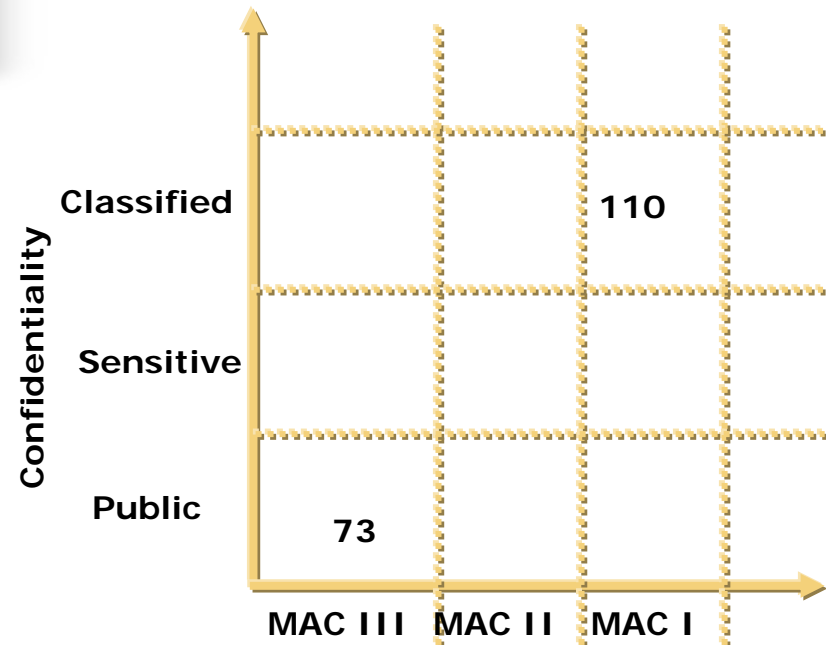 Confidentiality
Classified
110
Sensitive
Public
73
MAC III MAC II MAC I